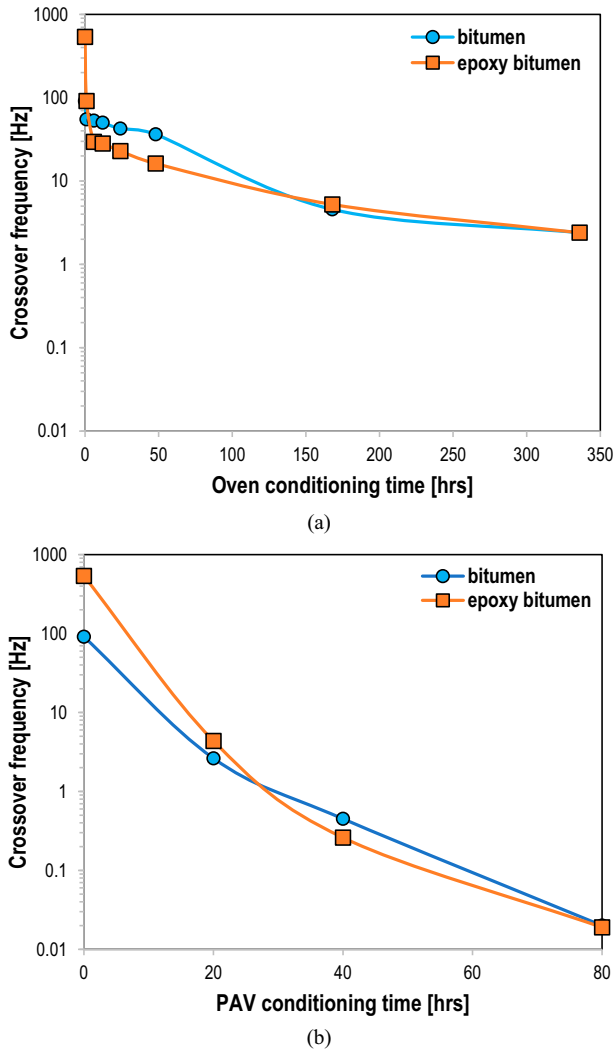 1000
100
10
1
0.1
0.01
Crossover frequency [Hz]
bitumen
epoxy bitumen
0 50 100 150 200 250 300 350
Oven conditioning time [hrs]
(a)
1000
100
10
1
0.1
0.01
Crossover frequency [Hz]
bitumen
epoxy bitumen
0 20 40 60 80
PAV conditioning time [hrs]
(b)